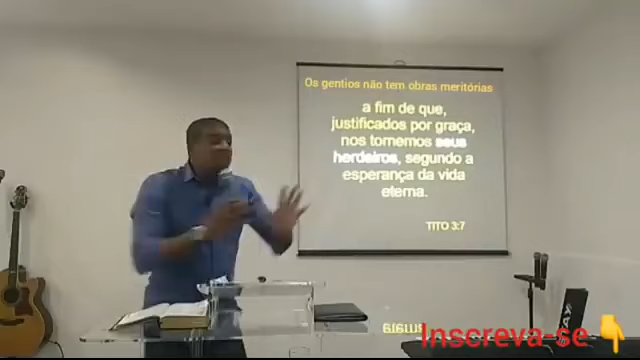 Os gentios não tem obras meritórias
a fim de que,
justificados por graça,
nos tornemos seus
herdeiros, segundo a
esperança da vida
eterna.
TITO 3:7
Inscreva-se